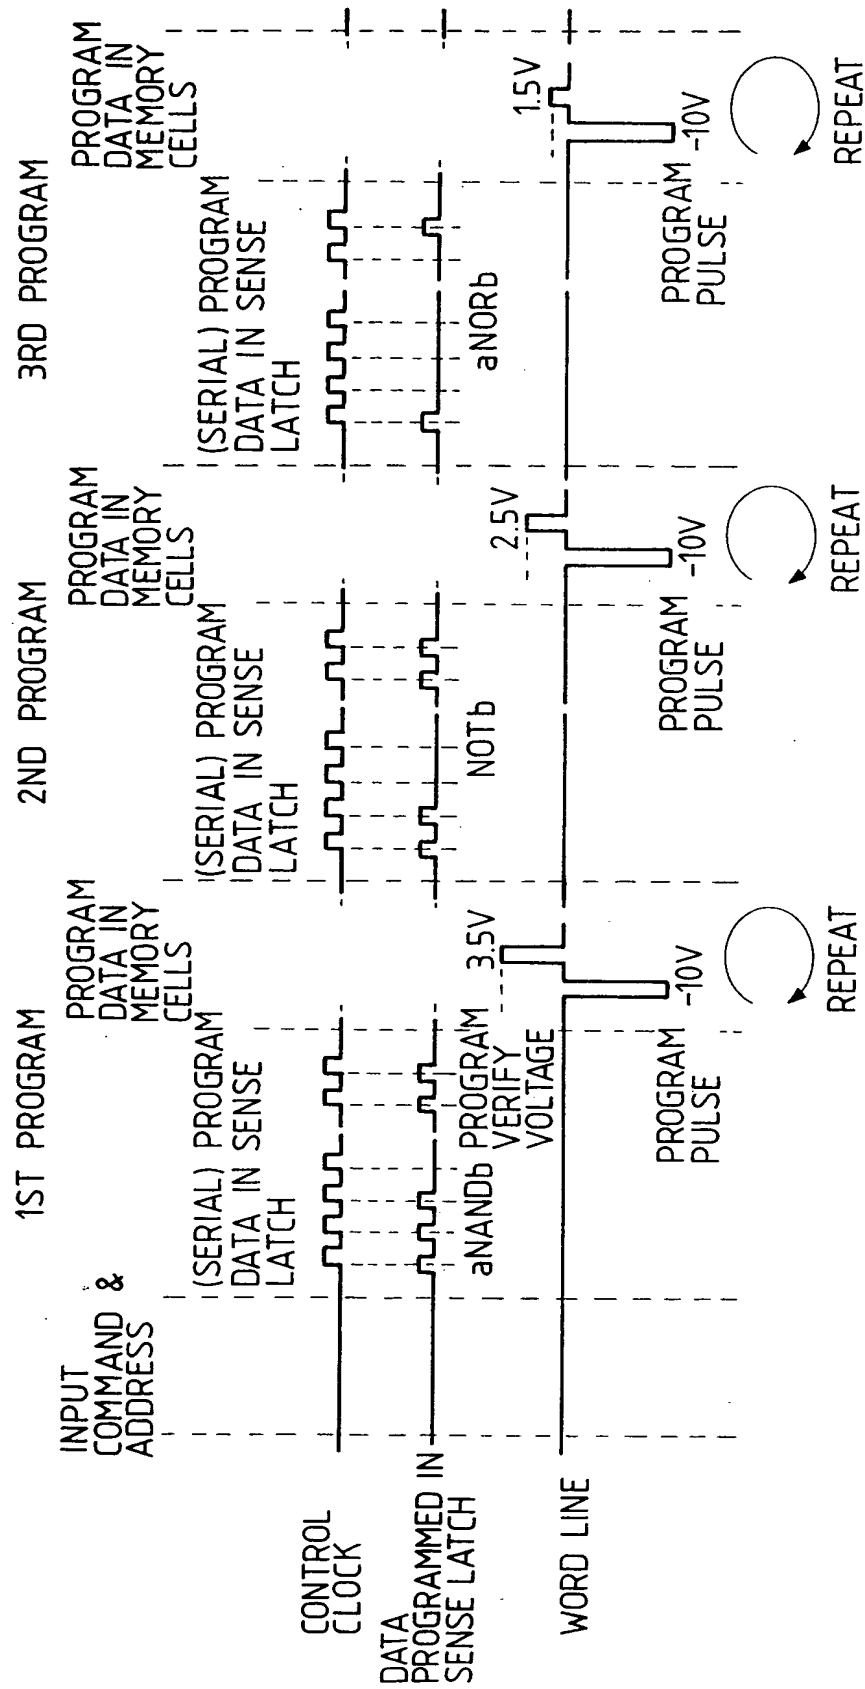 1ST PROGRAM
2ND PROGRAM
3RD PROGRAM
INPUT
COMMAND &
ADDRESS
PROGRAM
DATA IN
MEMORY
CELLS
PROGRAM
DATA IN
MEMORY
CELLS
PROGRAM
DATA IN
MEMORY
CELLS
(SERIAL) PROGRAM
DATA IN SENSE
LATCH
(SERIAL) PROGRAM
DATA IN SENSE
LATCH
(SERIAL) PROGRAM
DATA IN SENSE
LATCH
CONTROL
CLOCK
DATA
PROGRAMMED IN
SENSE LATCH
aNANDb
NOTb
aNORb
PROGRAM
VERIFY
VOLTAGE
3.5V
2.5V
1.5V
WORD LINE
PROGRAM
PULSE
-10V
PROGRAM
PULSE
-10V
PROGRAM
PULSE
-10V
REPEAT
REPEAT
REPEAT